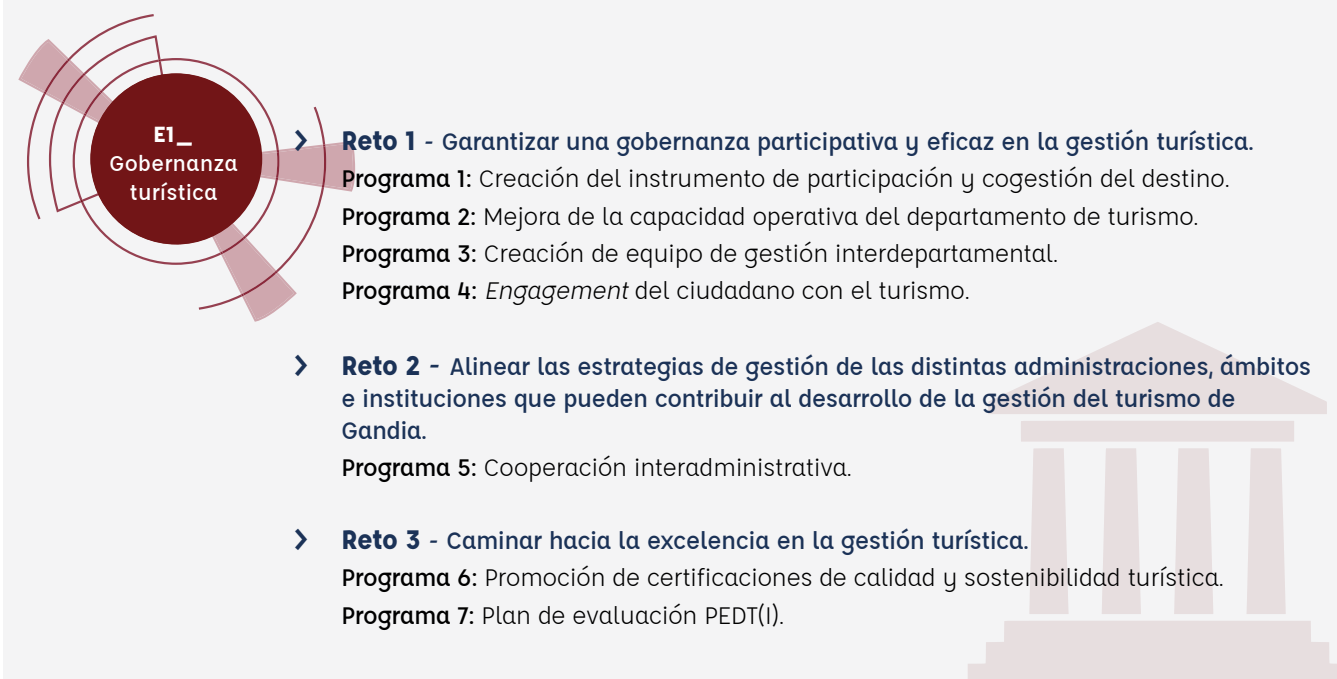 E1_
Gobernanza
turística
Reto 1 - Garantizar una gobernanza participativa y eficaz en la gestión turística.
Programa 1: Creación del instrumento de participación y cogestión del destino.
Programa 2: Mejora de la capacidad operativa del departamento de turismo.
Programa 3: Creación de equipo de gestión interdepartamental.
Programa 4: Engagement del ciudadano con el turismo.
Reto 2 - Alinear las estrategias de gestión de las distintas administraciones, ámbitos
e instituciones que pueden contribuir al desarrollo de la gestión del turismo de
Gandia.
Programa 5: Cooperación interadministrativa.
Reto 3 - Caminar hacia la excelencia en la gestión turística.
Programa 6: Promoción de certificaciones de calidad y sostenibilidad turística.
Programa 7: Plan de evaluación PEDT(I).